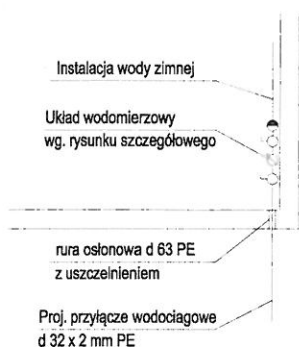 Instalacja wody zimnej
Układ wodomierzowy
wg. rysunku szczegółowego
rura osłonowa d 63 PE
z uszczelnieniem
Proj. przyłącze wodociagowe
d 32 x 2 mm PE